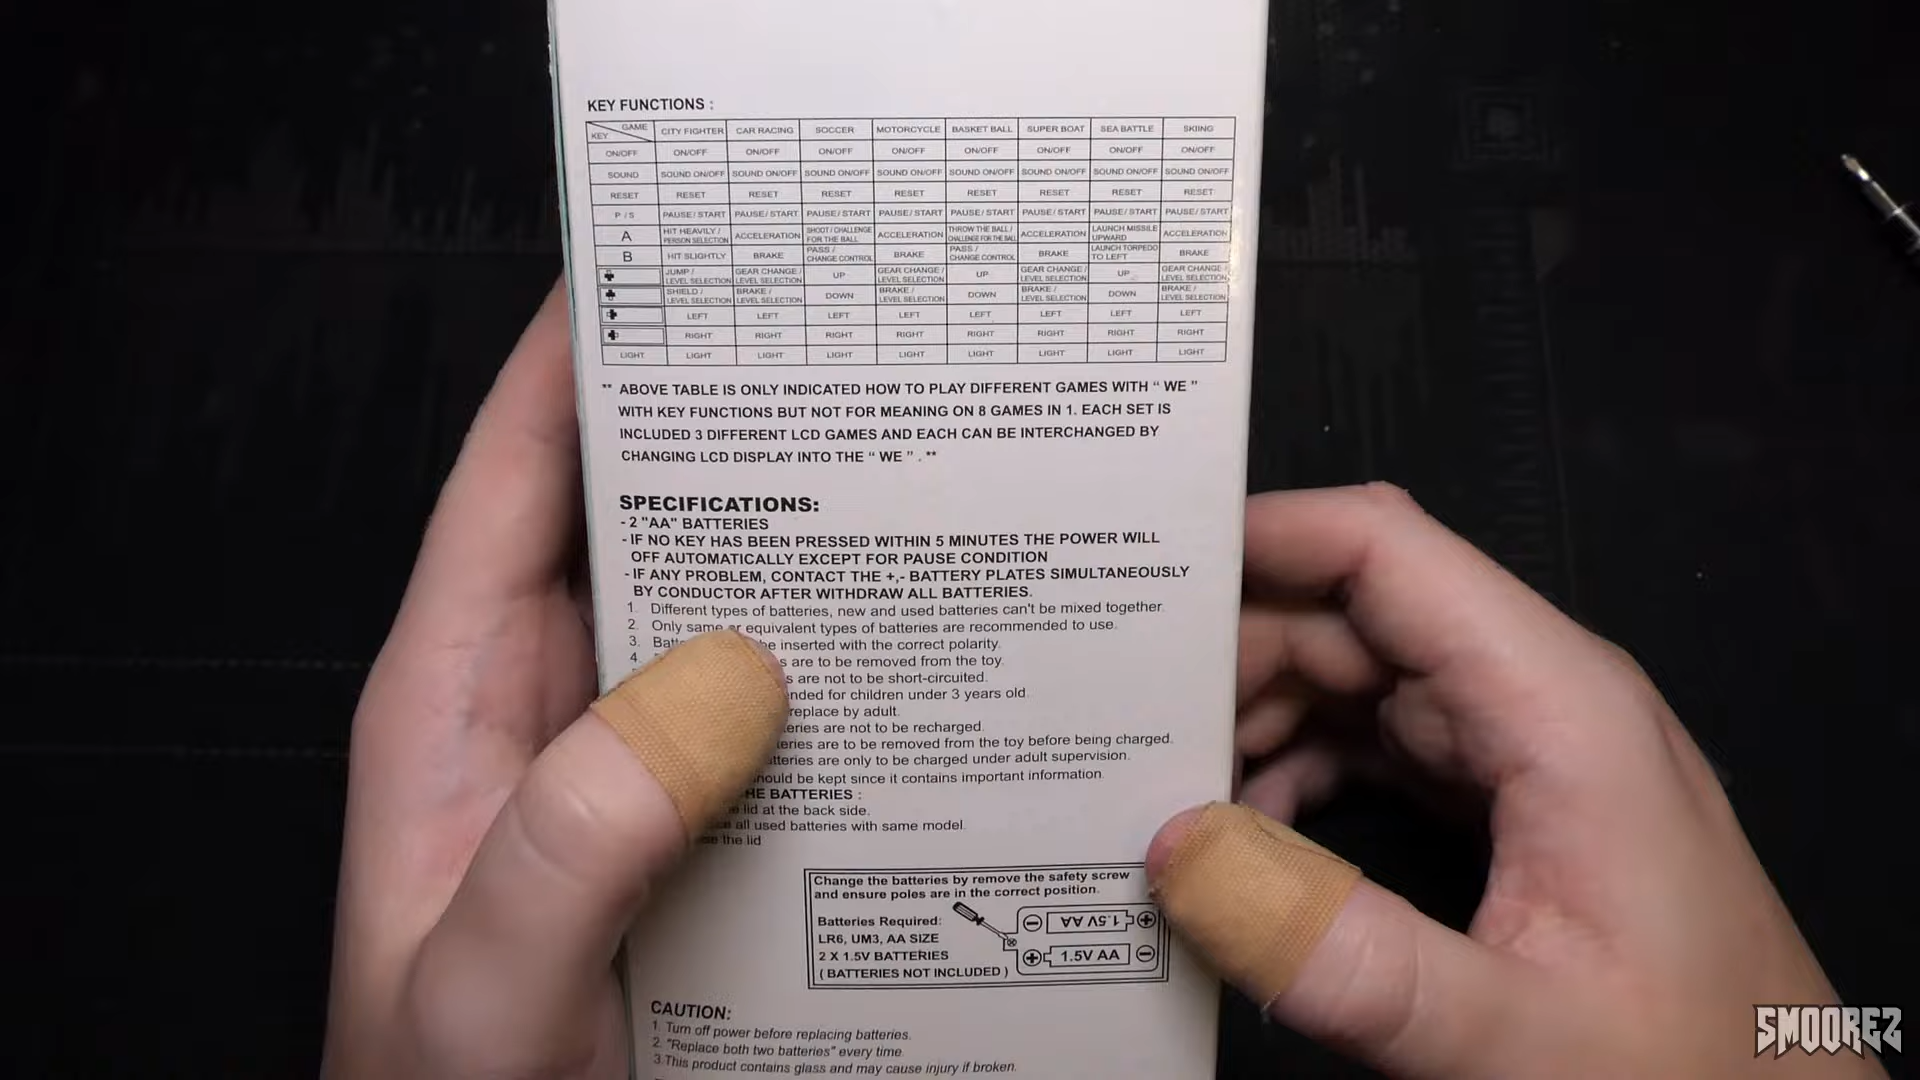 KEY FUNCTIONS :
KEY GAME CITY FIGHTER CAR RACING SOCCER MOTORCYCLE BASKET BALL SUPER BOAT SEA BATTLE SKIING
ON/OFF ON/OFF ON/OFF ON/OFF ON/OFF ON/OFF ON/OFF ON/OFF ON/OFF
SOUND SOUND ON/OFF SOUND ON/OFF SOUND ON/OFF SOUND ON/OFF SOUND ON/OFF SOUND ON/OFF SOUND ON/OFF SOUND ON/OFF
RESET RESET RESET RESET RESET RESET RESET RESET RESET
P / S PAUSE/ START PAUSE/ START PAUSE/ START PAUSE/ START PAUSE/ START PAUSE/ START PAUSE/ START PAUSE/ START
A HIT HEAVILY / PERSON SELECTION ACCELERATION SHOOT / CHALLENGE FOR THE BALL ACCELERATION THROW THE BALL / CHALLENGE FOR THE BALL ACCELERATION LAUNCH MISSILE UPWARD ACCELERATION
B HIT SLIGHTLY BRAKE PASS / CHANGE CONTROL BRAKE PASS / CHANGE CONTROL BRAKE LAUNCH TORPEDO TO LEFT BRAKE
JUMP / LEVEL SELECTION GEAR CHANGE / LEVEL SELECTION UP GEAR CHANGE / LEVEL SELECTION UP GEAR CHANGE / LEVEL SELECTION UP GEAR CHANGE / LEVEL SELECTION
SHIELD / LEVEL SELECTION BRAKE / LEVEL SELECTION DOWN BRAKE / LEVEL SELECTION DOWN BRAKE / LEVEL SELECTION DOWN BRAKE / LEVEL SELECTION
LEFT LEFT LEFT LEFT LEFT LEFT LEFT LEFT
RIGHT RIGHT RIGHT RIGHT RIGHT RIGHT RIGHT RIGHT
LIGHT LIGHT LIGHT LIGHT LIGHT LIGHT LIGHT LIGHT LIGHT
** ABOVE TABLE IS ONLY INDICATED HOW TO PLAY DIFFERENT GAMES WITH " WE "
WITH KEY FUNCTIONS BUT NOT FOR MEANING ON 8 GAMES IN 1. EACH SET IS
INCLUDED 3 DIFFERENT LCD GAMES AND EACH CAN BE INTERCHANGED BY
CHANGING LCD DISPLAY INTO THE " WE " . **
SPECIFICATIONS:
- 2 "AA" BATTERIES
- IF NO KEY HAS BEEN PRESSED WITHIN 5 MINUTES THE POWER WILL
OFF AUTOMATICALLY EXCEPT FOR PAUSE CONDITION
- IF ANY PROBLEM, CONTACT THE +,- BATTERY PLATES SIMULTANEOUSLY
BY CONDUCTOR AFTER WITHDRAW ALL BATTERIES.
1. Different types of batteries, new and used batteries can't be mixed together.
2. Only same or equivalent types of batteries are recommended to use.
3. be inserted with the correct polarity.
4. are to be removed from the toy.
are not to be short-circuited.
for children under 3 years old.
replace by adult.
are not to be recharged.
are to be removed from the toy before being charged.
are only to be charged under adult supervision.
be kept since it contains important information.
BATTERIES :
lid at the back side.
all used batteries with same model.
the lid
Change the batteries by remove the safety screw
and ensure poles are in the correct position.
Batteries Required:
LR6, UM3, AA SIZE
2 X 1.5V BATTERIES
( BATTERIES NOT INCLUDED )
1.5V AA
1.5V AA
CAUTION:
1. Turn off power before replacing batteries.
2. "Replace both two batteries" every time.
3.This product contains glass and may cause injury if broken.
SMOOREZ